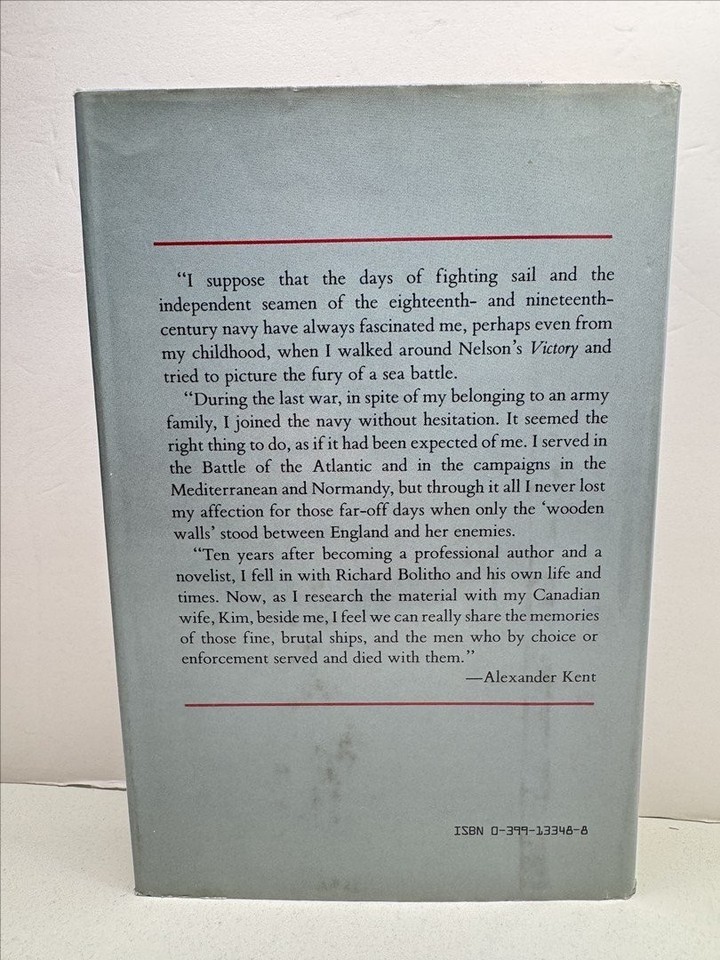 “I suppose that the days of fighting sail and the
independent seamen of the eighteenth- and nineteenth-
century navy have always fascinated me, perhaps even from
my childhood, when I walked around Nelson’s Victory and
tried to picture the fury of a sea battle.
“During the last war, in spite of my belonging to an army
family, I joined the navy without hesitation. It seemed the
right thing to do, as if it had been expected of me. I served in
the Battle of the Atlantic and in the campaigns in the
Mediterranean and Normandy, but through it all I never lost
my affection for those far-off days when only the ‘wooden
walls’ stood between England and her enemies.
“Ten years after becoming a professional author and a
novelist, I fell in with Richard Bolitho and his own life and
times. Now, as I research the material with my Canadian
wife, Kim, beside me, I feel we can really share the memories
of those fine, brutal ships, and the men who by choice or
enforcement served and died with them.”
—Alexander Kent
ISBN 0-399-13348-8